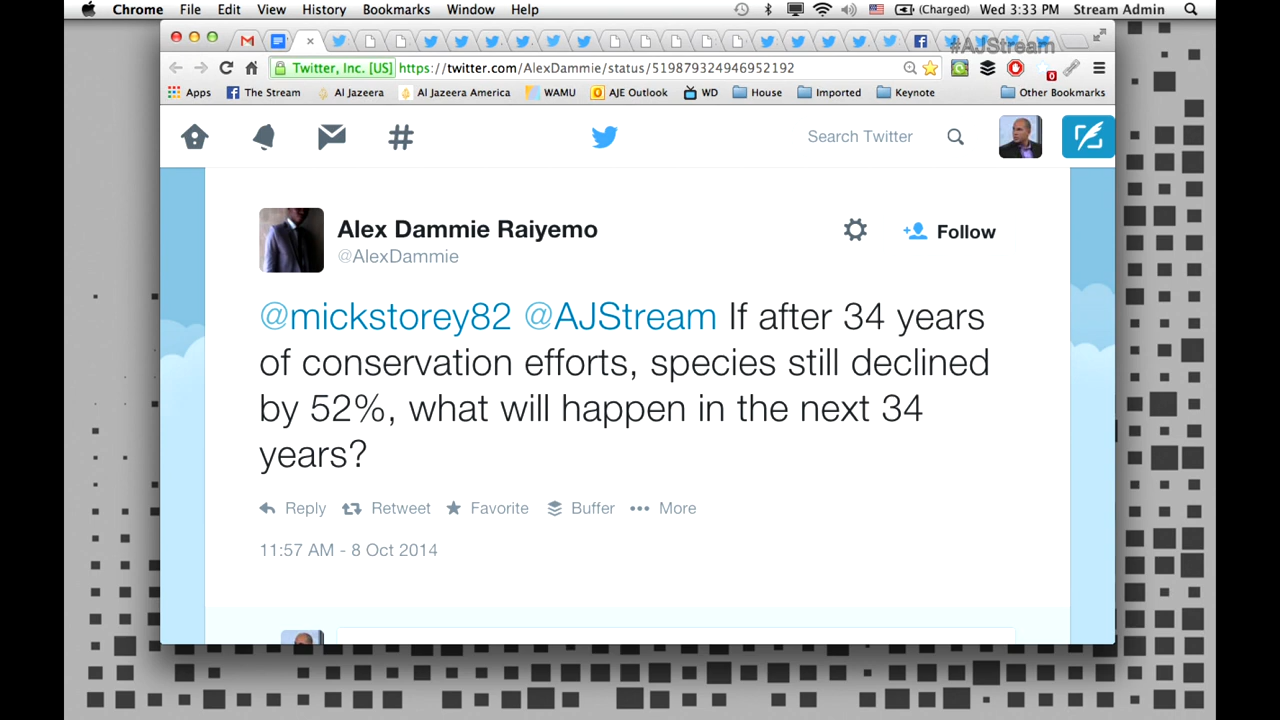 Chrome File Edit View History Bookmarks Window Help (Charged) Wed 3:33 PM Stream Admin
#AJStream
Twitter, Inc. [US] https://twitter.com/AlexDammie/status/519879324946952192 0
Apps The Stream Al Jazeera Al Jazeera America WAMU AJE Outlook WD House Imported Keynote Other Bookmarks
Search Twitter
Alex Dammie Raiyemo
Follow
@AlexDammie
@mickstorey82 @AJStream If after 34 years
of conservation efforts, species still declined
by 52%, what will happen in the next 34
years?
Reply Retweet Favorite Buffer More
11:57 AM - 8 Oct 2014